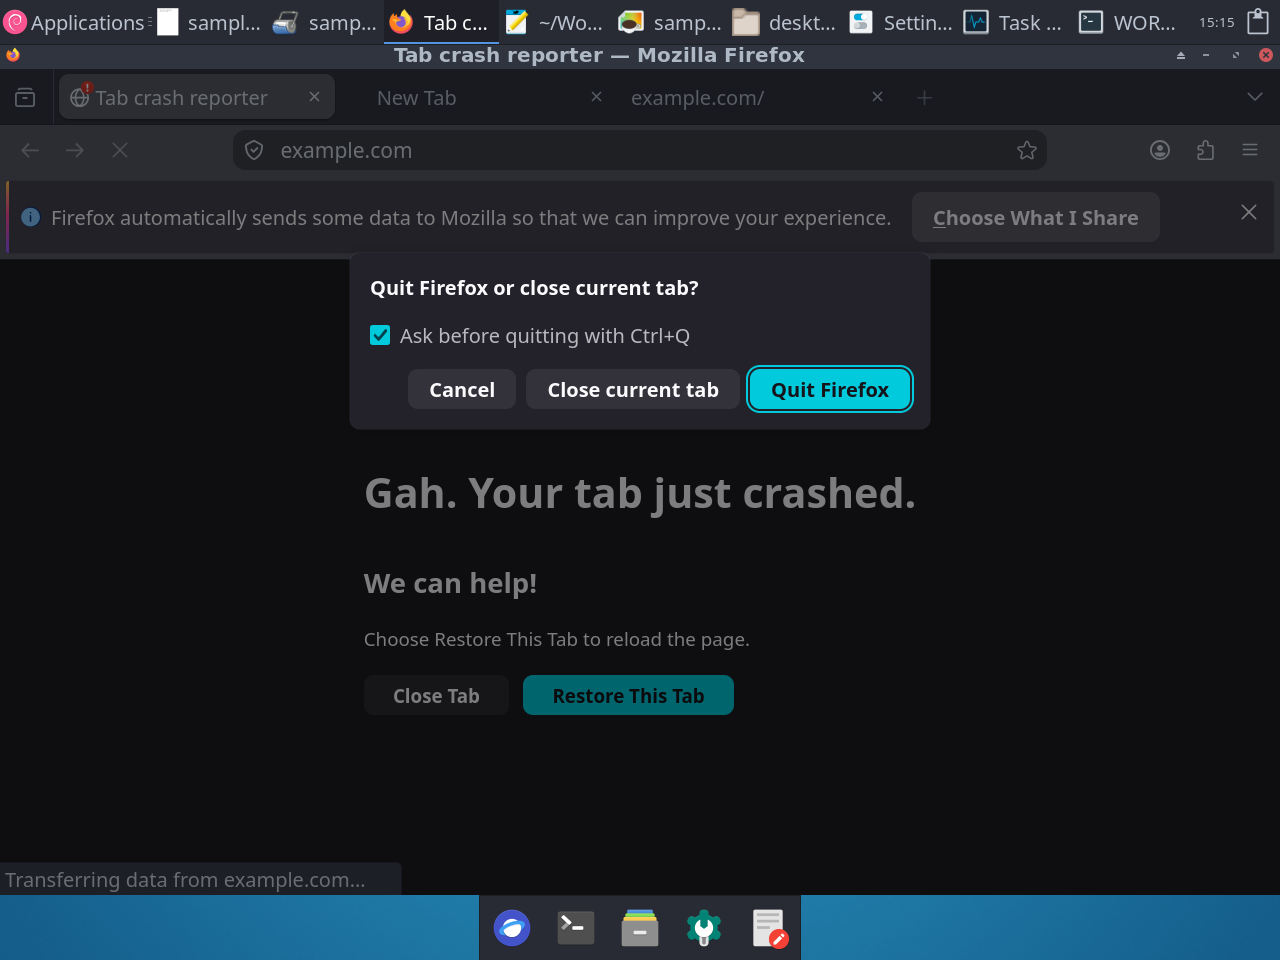 Applications
sampl...
samp...
Tab c...
~/Wo...
samp...
deskt...
Settin...
Task ...
WOR...
15:15
Tab crash reporter — Mozilla Firefox
Tab crash reporter
New Tab
example.com/
example.com
Firefox automatically sends some data to Mozilla so that we can improve your experience.
Choose What I Share
Quit Firefox or close current tab?
Ask before quitting with Ctrl+Q
Cancel
Close current tab
Quit Firefox
Gah. Your tab just crashed.
We can help!
Choose Restore This Tab to reload the page.
Close Tab
Restore This Tab
Transferring data from example.com...